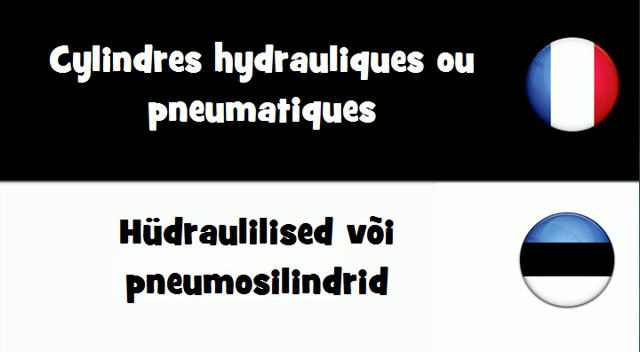 Cylindres hydrauliques ou
pneumatiques
Hüdraulilised või
pneumosilindrid